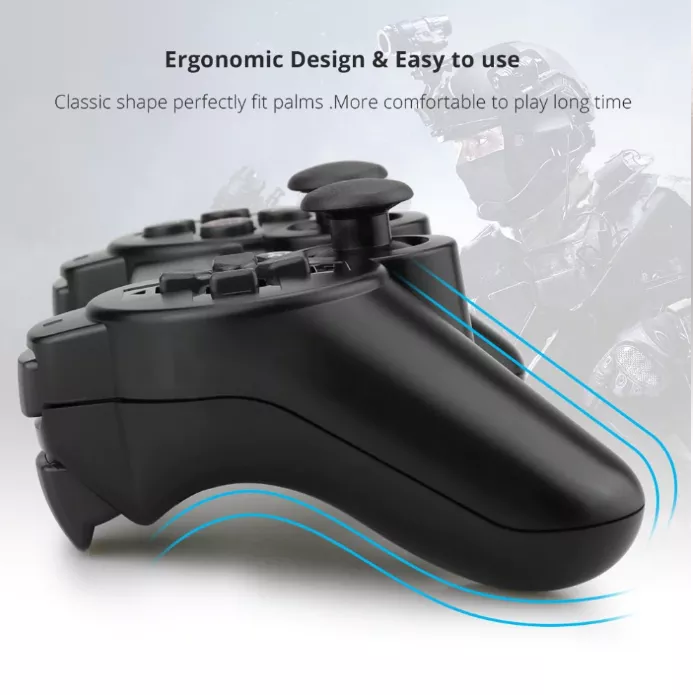 Ergonomic Design & Easy to use
Classic shape perfectly fit palms .More comfortable to play long time